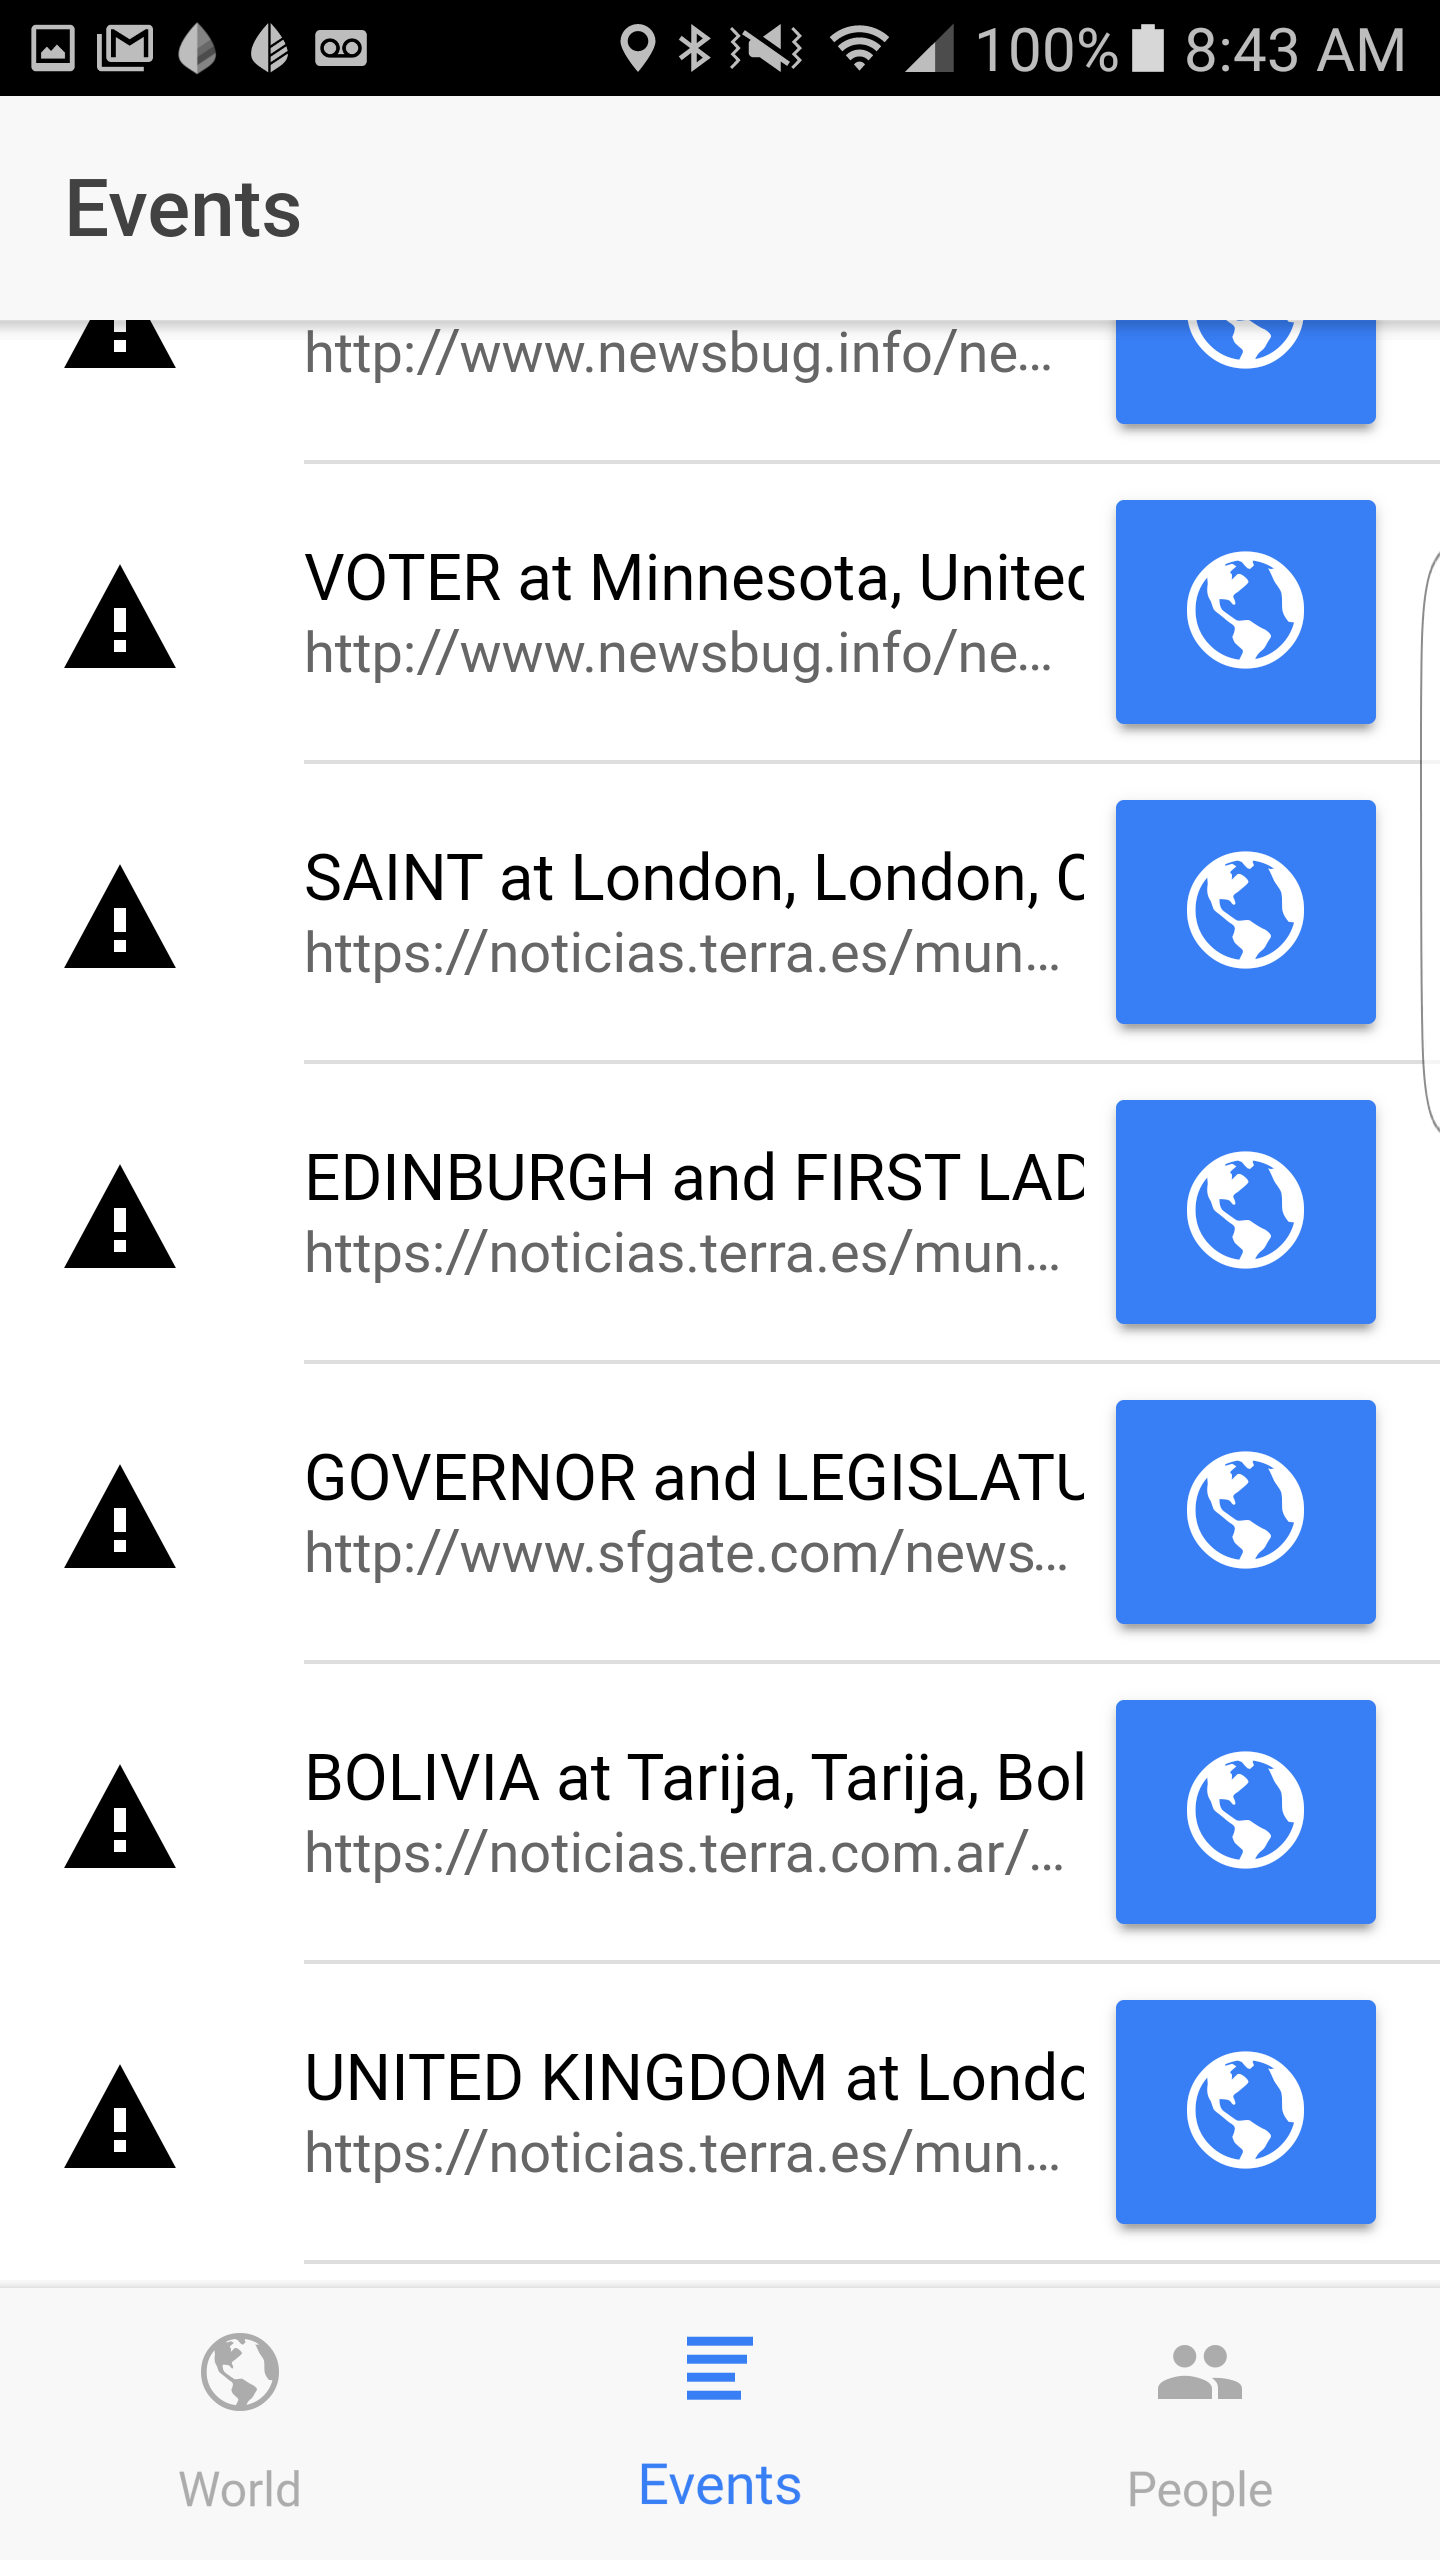 100% 8:43 AM
Events
http://www.newsbug.info/ne...
VOTER at Minnesota, United
http://www.newsbug.info/ne...
SAINT at London, London, C
https://noticias.terra.es/mun...
EDINBURGH and FIRST LAD
https://noticias.terra.es/mun...
GOVERNOR and LEGISLATU
http://www.sfgate.com/news...
BOLIVIA at Tarija, Tarija, Bol
https://noticias.terra.com.ar/...
UNITED KINGDOM at Londo
https://noticias.terra.es/mun...
World
Events
People